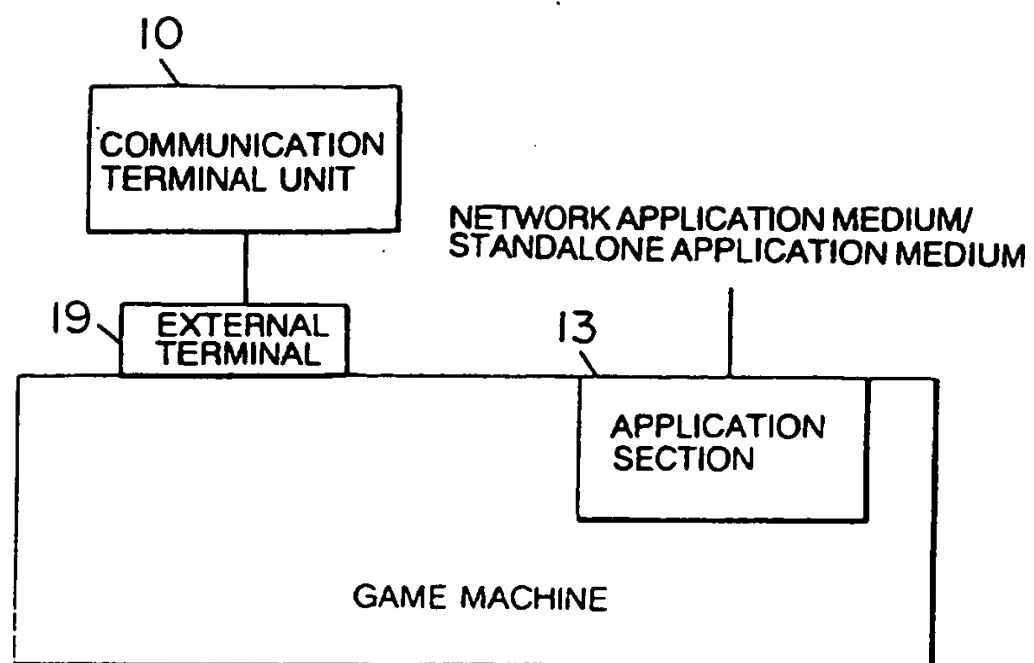 10
COMMUNICATION
TERMINAL UNIT
NETWORK APPLICATION MEDIUM/
STANDALONE APPLICATION MEDIUM
19
EXTERNAL
TERMINAL
13
APPLICATION
SECTION
GAME MACHINE